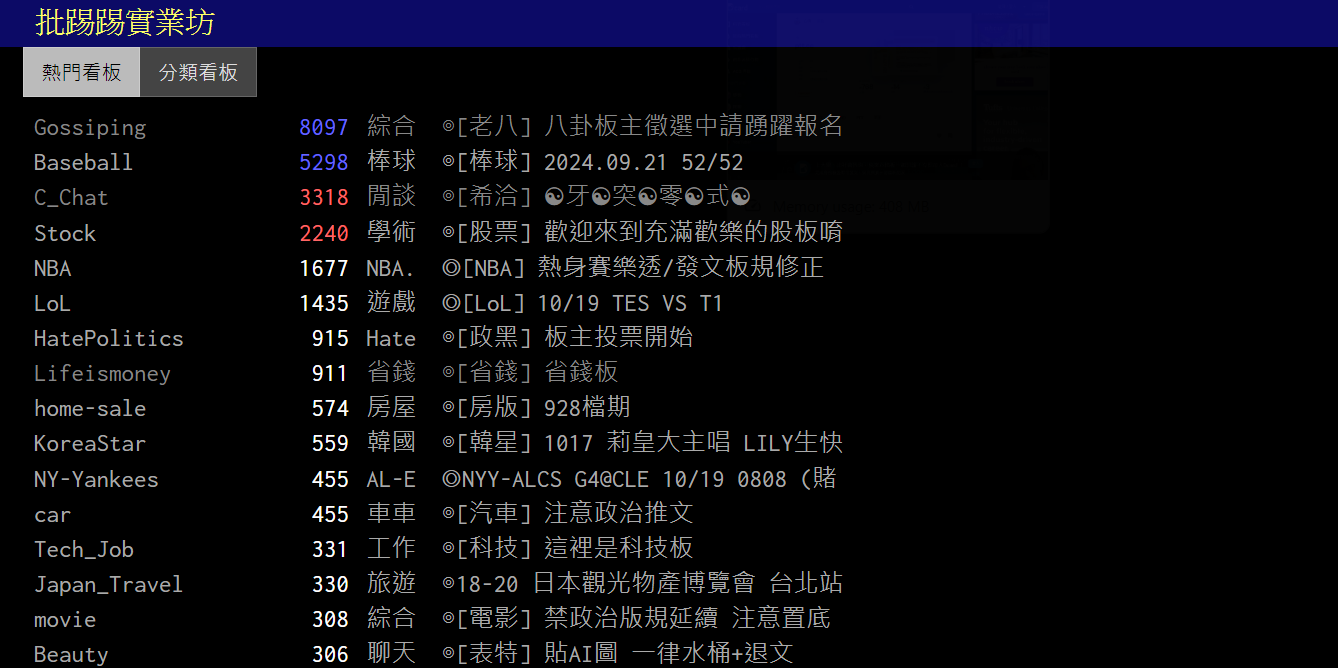 批踢踢實業坊
熱門看板 分類看板
Gossiping 8097 綜合 ◎[老八] 八卦板主徵選中請踴躍報名
Baseball 5298 棒球 ◎[棒球] 2024.09.21 52/52
C_Chat 3318 閒談 ◎[希洽] ☯牙☯突☯零☯式☯
Stock 2240 學術 ◎[股票] 歡迎來到充滿歡樂的股板唷
NBA 1677 NBA. ◎[NBA] 熱身賽樂透/發文板規修正
LoL 1435 遊戲 ◎[LoL] 10/19 TES VS T1
HatePolitics 915 Hate ◎[政黑] 板主投票開始
Lifeismoney 911 省錢 ◎[省錢] 省錢板
home-sale 574 房屋 ◎[房版] 928檔期
KoreaStar 559 韓國 ◎[韓星] 1017 莉皇大主唱 LILY生快
NY-Yankees 455 AL-E ◎NYY-ALCS G4@CLE 10/19 0808 (賭
car 455 車車 ◎[汽車] 注意政治推文
Tech_Job 331 工作 ◎[科技] 這裡是科技板
Japan_Travel 330 旅遊 ◎18-20 日本觀光物產博覽會 台北站
movie 308 綜合 ◎[電影] 禁政治版規延續 注意置底
Beauty 306 聊天 ◎[表特] 貼AI圖 一律水桶+退文